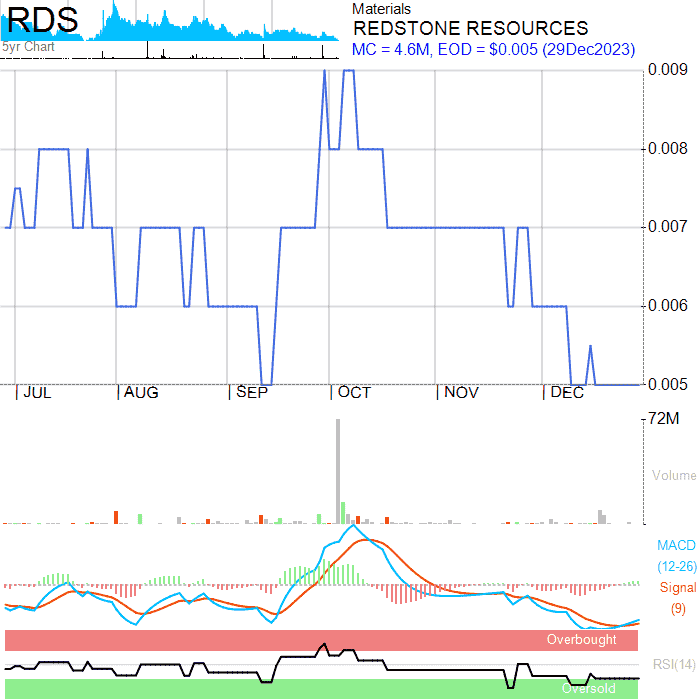 RDS
5yr Chart
Materials
REDSTONE RESOURCES
MC = 4.6M, EOD = $0.005 (29Dec2023)
0.009
0.008
0.007
0.006
0.005
JUL AUG SEP OCT NOV DEC
72M
Volume
MACD
(12-26)
Signal
(9)
Overbought
RSI(14)
Oversold